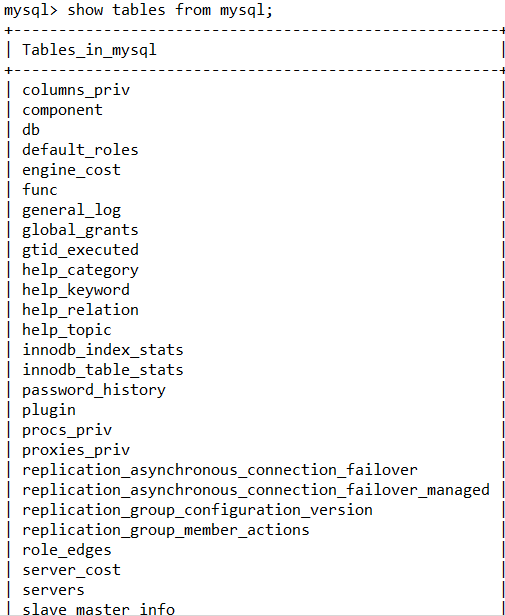 mysql> show tables from mysql;
+------------------------------------------------------+
| Tables_in_mysql                                      |
+------------------------------------------------------+
| columns_priv                                         |
| component                                            |
| db                                                   |
| default_roles                                        |
| engine_cost                                          |
| func                                                 |
| general_log                                          |
| global_grants                                        |
| gtid_executed                                        |
| help_category                                        |
| help_keyword                                         |
| help_relation                                        |
| help_topic                                           |
| innodb_index_stats                                   |
| innodb_table_stats                                   |
| password_history                                     |
| plugin                                               |
| procs_priv                                           |
| proxies_priv                                         |
| replication_asynchronous_connection_failover         |
| replication_asynchronous_connection_failover_managed |
| replication_group_configuration_version              |
| replication_group_member_actions                     |
| role_edges                                           |
| server_cost                                          |
| servers                                              |
| slave_master_info                                    |